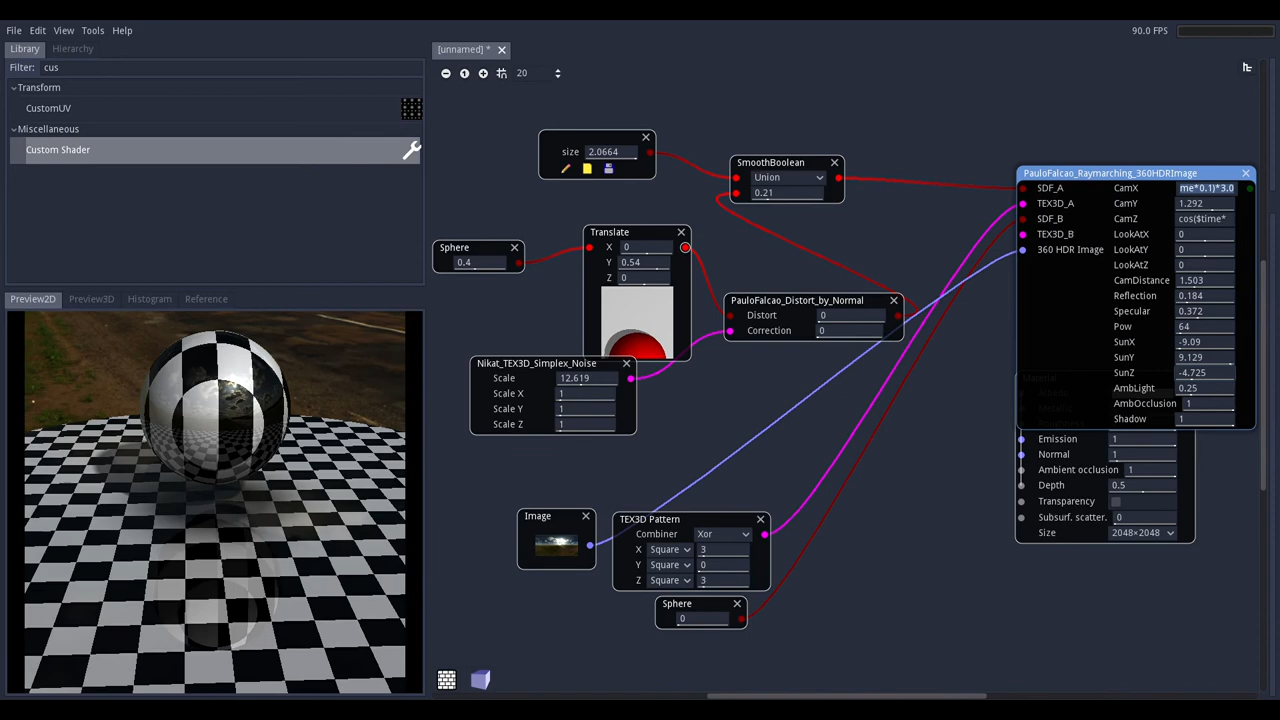 File Edit View Tools Help
90.0 FPS
Library Hierarchy
[unnamed] *
Filter: cus
20
Transform
CustomUV
Miscellaneous
Custom Shader
size 2.0664
SmoothBoolean
Union
0.21
PauloFalcao_Raymarching_360HDRImage
SDF_A CamX me*0.1)*3.0
TEX3D_A CamY 1.292
SDF_B CamZ cos($time*
TEX3D_B LookAtX 0
360 HDR Image LookAtY 0
LookAtZ 0
CamDistance 1.503
Reflection 0.184
Specular 0.372
Pow 64
SunX -9.09
SunY 9.129
SunZ -4.725
AmbLight 0.25
AmbOcclusion 1
Shadow 1
Translate
X 0
Y 0.54
Z 0
Sphere
0.4
Preview2D Preview3D Histogram Reference
PauloFalcao_Distort_by_Normal
Distort 0
Correction 0
Nikat_TEX3D_Simplex_Noise
Scale 12.619
Scale X 1
Scale Y 1
Scale Z 1
Material
Emission 1
Normal 1
Ambient occlusion 1
Depth 0.5
Transparency
Subsurf. scatter. 0
Size 2048×2048
Image
TEX3D Pattern
Combiner Xor
X Square 3
Y Square 0
Z Square 3
Sphere
0